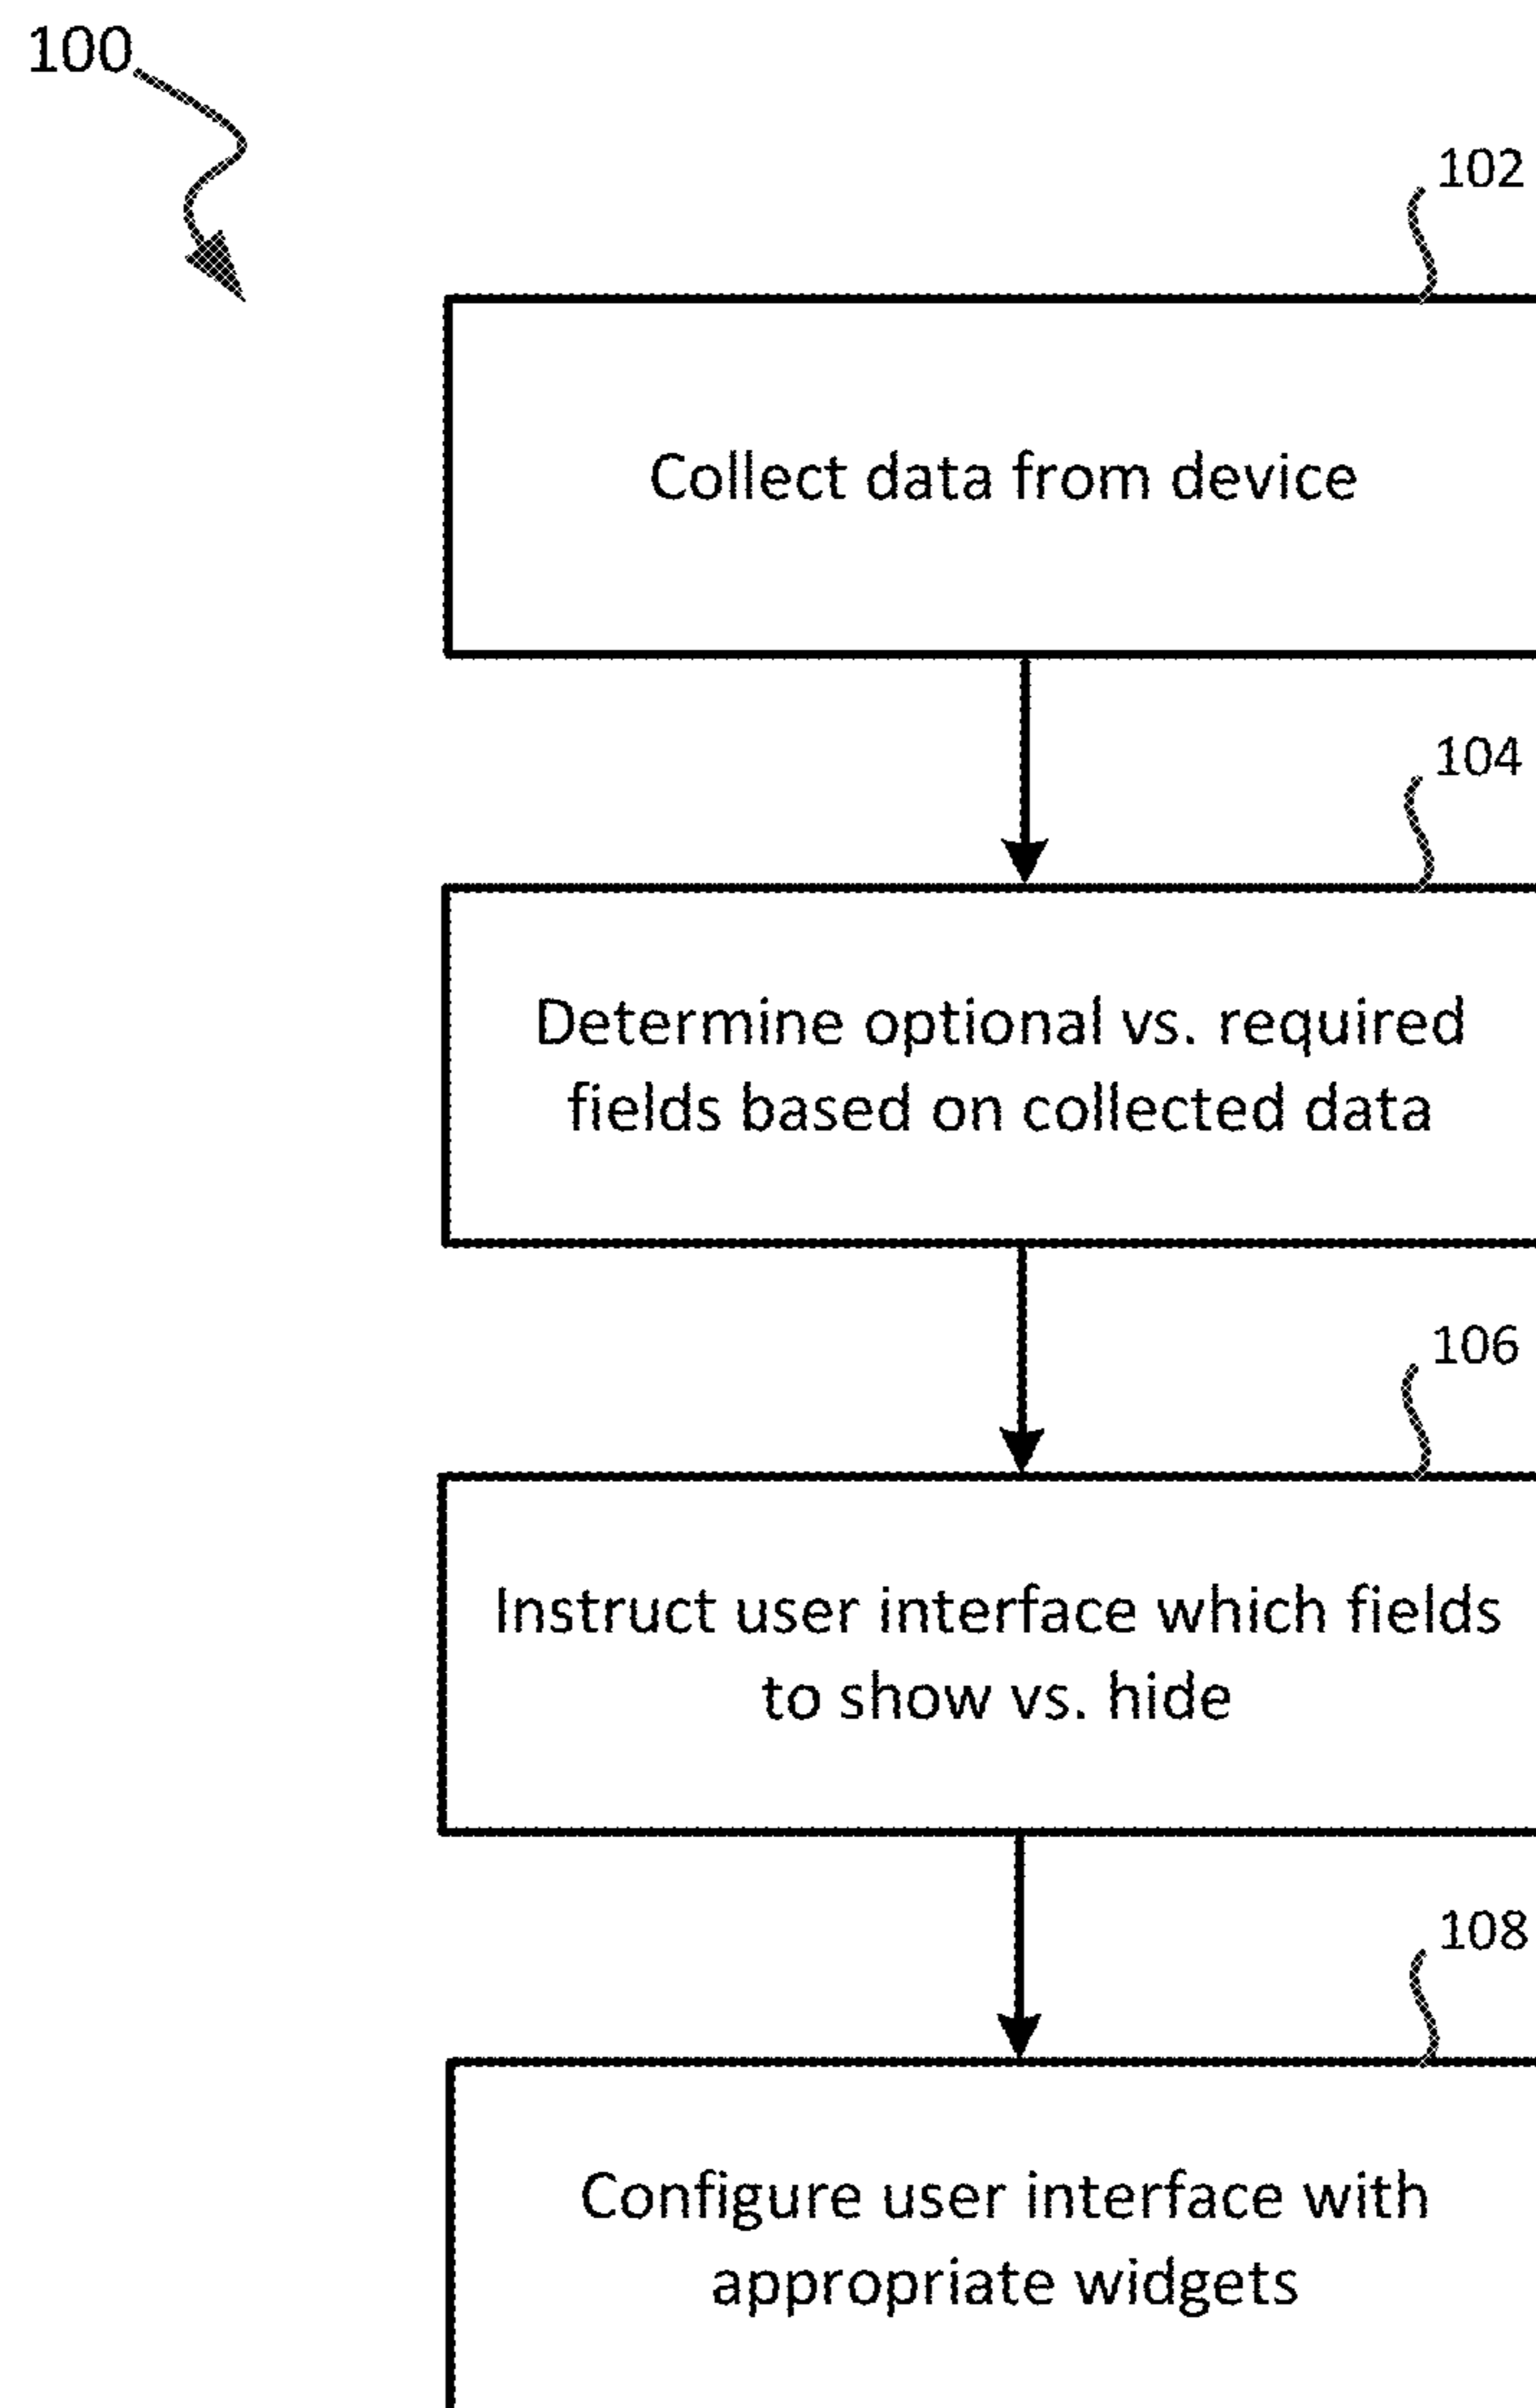 100
102
Collect data from device
104
Determine optional vs. required
fields based on collected data
106
Instruct user interface which fields
to show vs. hide
108
Configure user interface with
appropriate widgets